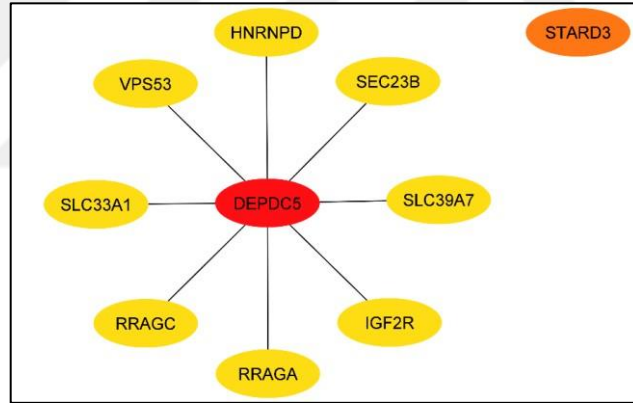 HNRNPD
STARD3
VPS53
SEC23B
SLC33A1
DEPDC5
SLC39A7
RRAGC
IGF2R
RRAGA